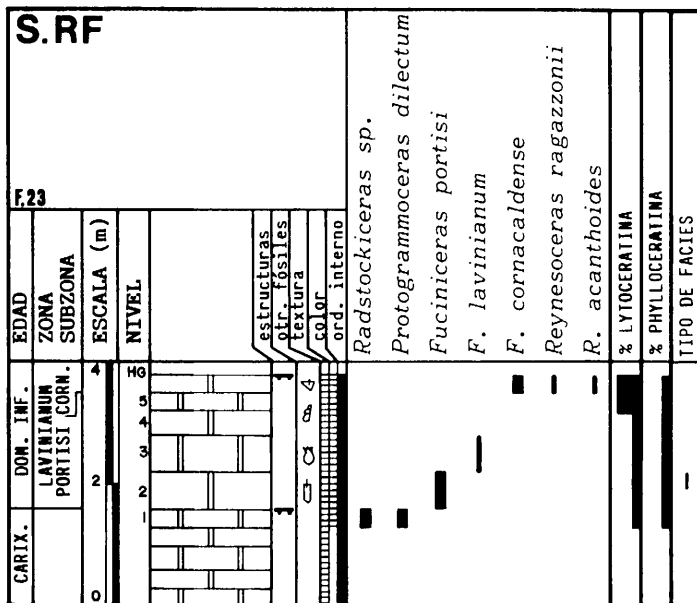 S.RF
F.23
EDAD
ZONA
SUBZONA
ESCALA (m)
NIVEL
estructuras
otr. fósiles
textura
color
ord. interno
Radstockiceras sp.
Protogrammoceras dilectum
Fuciniceras portisi
F. lavinianum
F. cornacaldense
Reynesoceras ragazzonii
R. acanthoides
% LYTOCERATINA
% PHYLLOCERATINA
TIPO DE FACIES
CARIX.
DOM. INF.
LAVINIANUM
PORTISI
CORN.
4
2
0
HG
5
4
3
2
1
I